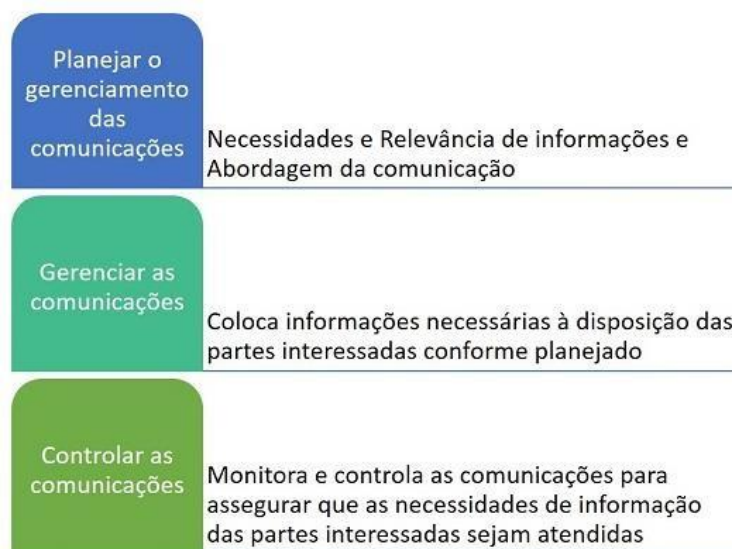 Planejar o
gerenciamento
das
comunicações
Necessidades e Relevância de informações e
Abordagem da comunicação
Gerenciar as
comunicações
Coloca informações necessárias à disposição das
partes interessadas conforme planejado
Controlar as
comunicações
Monitora e controla as comunicações para
assegurar que as necessidades de informação
das partes interessadas sejam atendidas